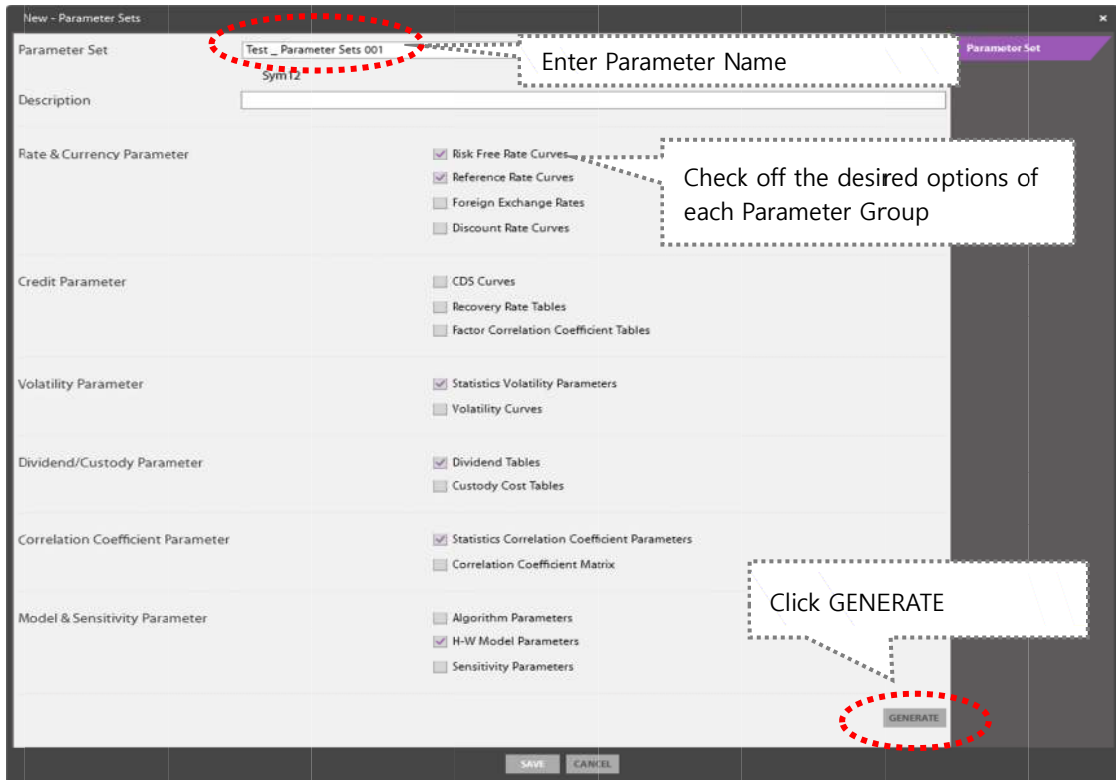 New - Parameter Sets
×
Parameter Set
Test _ Parameter Sets 001
Enter Parameter Name
Parameter Set
Sym12
Description
Rate & Currency Parameter
Risk Free Rate Curves
Reference Rate Curves
Foreign Exchange Rates
Discount Rate Curves
Check off the desired options of
each Parameter Group
Credit Parameter
CDS Curves
Recovery Rate Tables
Factor Correlation Coefficient Tables
Volatility Parameter
Statistics Volatility Parameters
Volatility Curves
Dividend/Custody Parameter
Dividend Tables
Custody Cost Tables
Correlation Coefficient Parameter
Statistics Correlation Coefficient Parameters
Correlation Coefficient Matrix
Model & Sensitivity Parameter
Algorithm Parameters
H-W Model Parameters
Sensitivity Parameters
Click GENERATE
GENERATE
SAVE
CANCEL